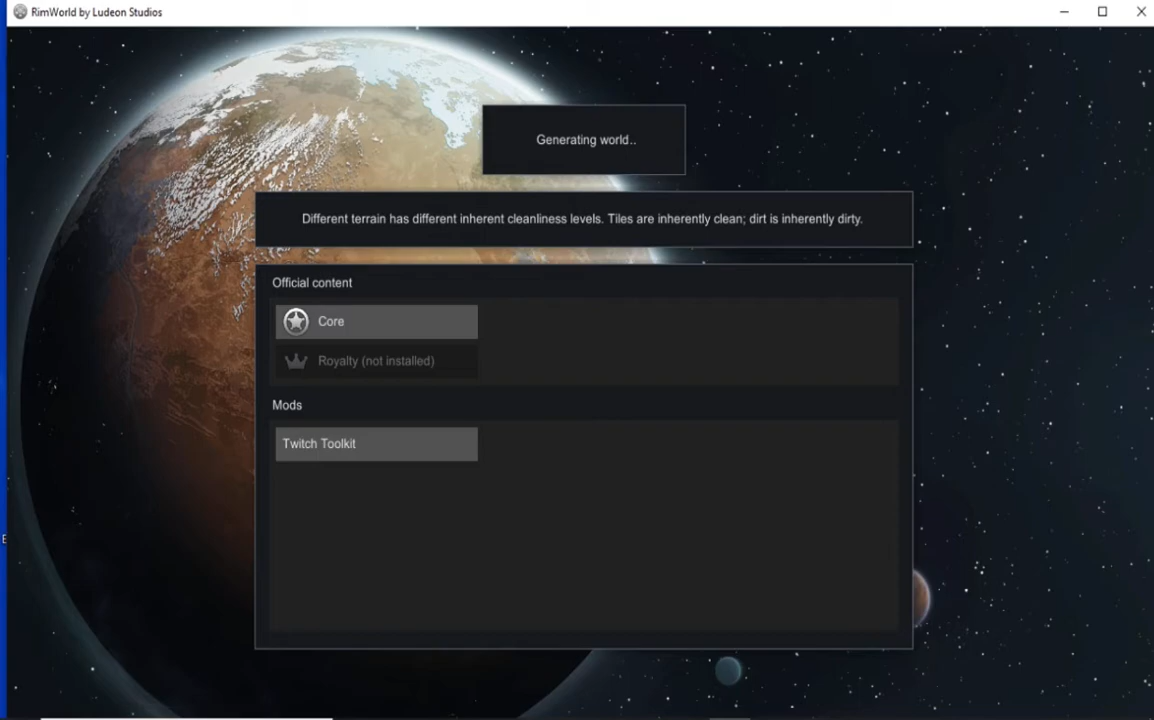 RimWorld by Ludeon Studios
Generating world..
Different terrain has different inherent cleanliness levels. Tiles are inherently clean; dirt is inherently dirty.
Official content
Core
Royalty (not installed)
Mods
Twitch Toolkit